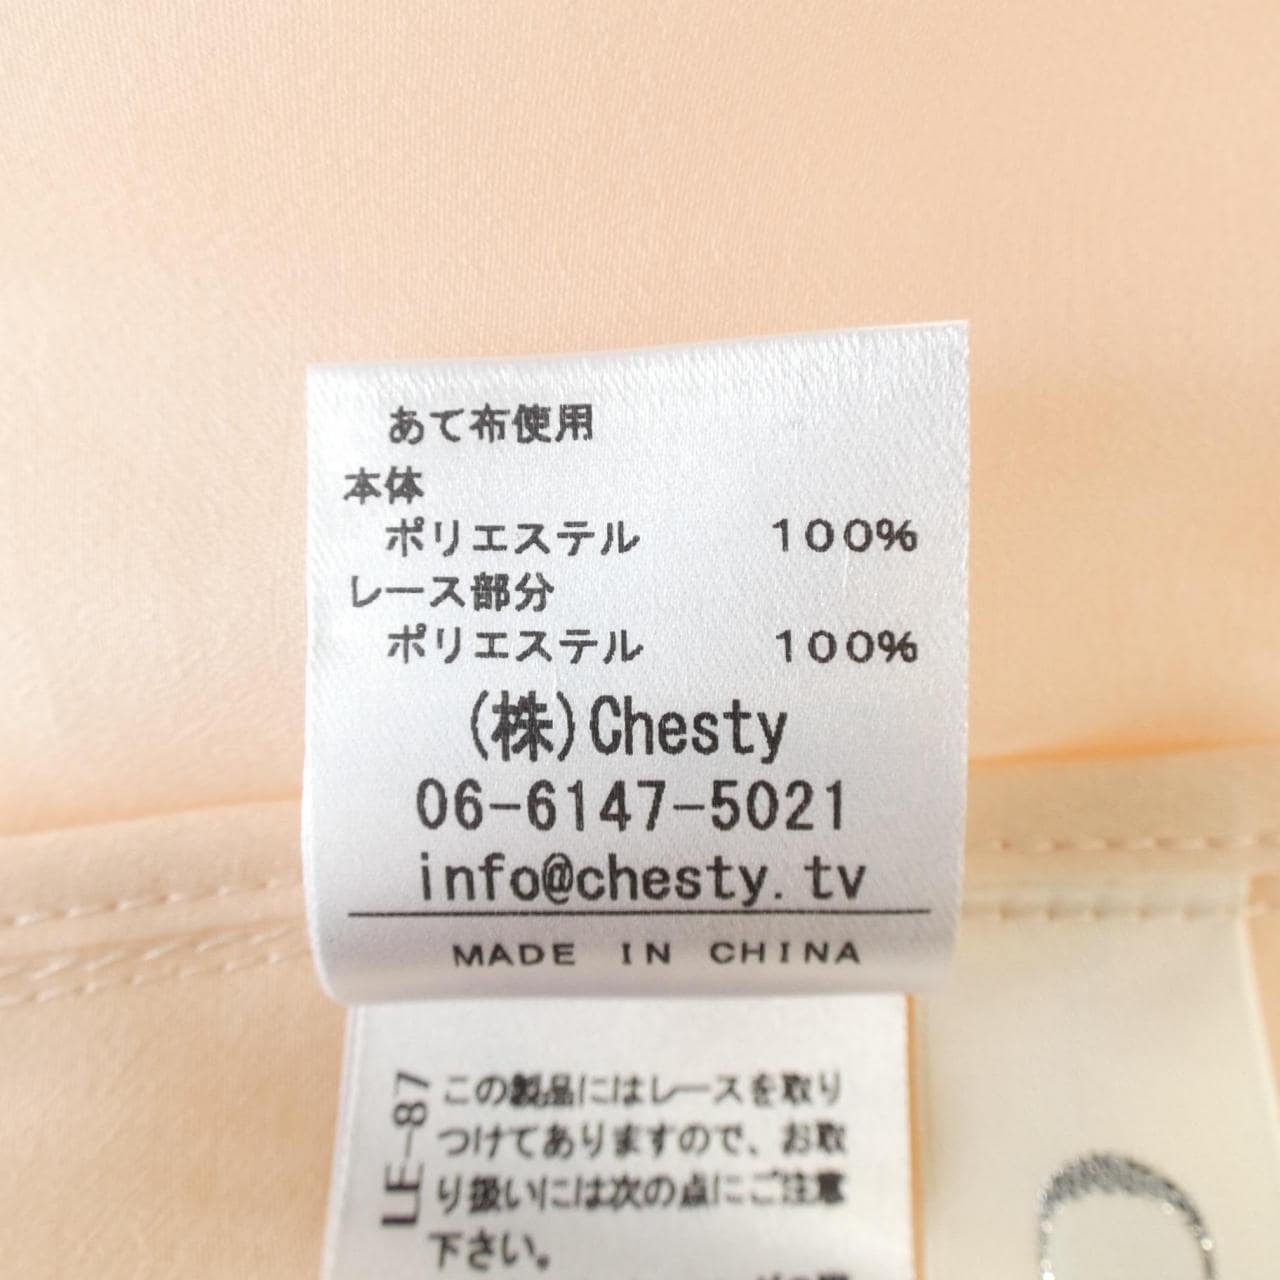 あて布使用
本体
ポリエステル 100%
レース部分
ポリエステル 100%
(株)Chesty
06-6147-5021
info@chesty.tv
MADE IN CHINA
LE-87
この製品にはレースを取り
つけてありますので、お取
り扱いには次の点にご注意
下さい。